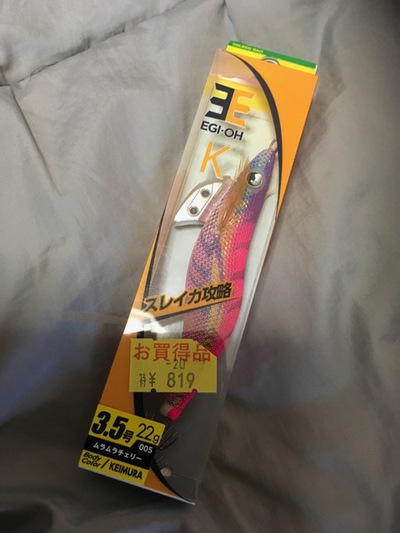 EGI-OH
K
スレイカ攻略
お買得品
-20
特 ¥ 819
3.5号 22g
ムラムラチェリー 005
Body Color / KEIMURA